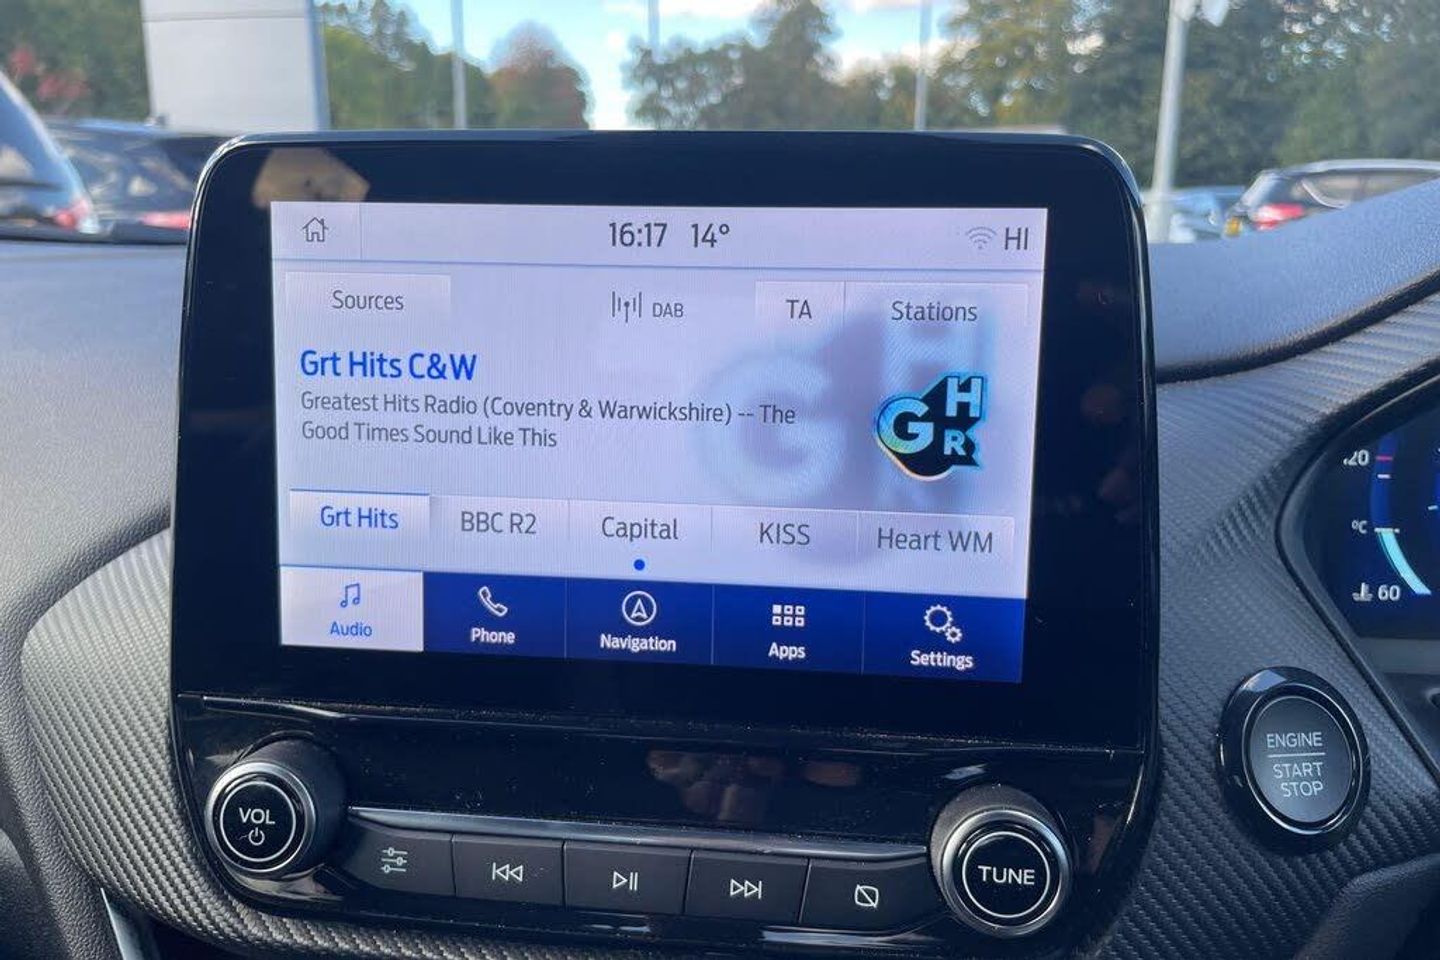 16:17 14° HI
Sources DAB TA Stations
Grt Hits C&W
Greatest Hits Radio (Coventry & Warwickshire) -- The
Good Times Sound Like This
G H R
Grt Hits BBC R2 Capital KISS Heart WM
Audio Phone Navigation Apps Settings
VOL
TUNE
ENGINE
START
STOP
120
°C
60